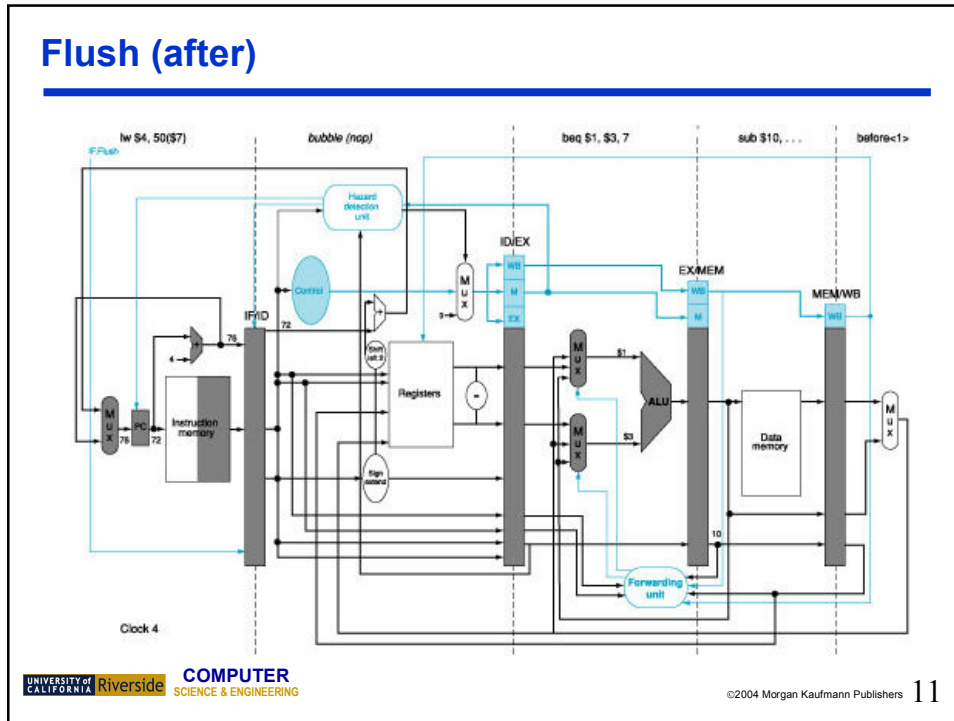 Flush (after)
lw $4, 50($7)
bubble (nop)
beq $1, $3, 7
sub $10, . . .
before<1>
IF.Flush
Hazard
detection
unit
ID/EX
WB
EX/MEM
Control
M
u
x
M
WB
MEM/WB
0
EX
M
WB
IF/ID
72
+
76
4
+
Shift
left 2
M
u
x
$1
M
u
x
PC
Instruction
memory
76
72
Registers
=
ALU
M
u
x
$3
Data
memory
M
u
x
Sign
extend
10
Forwarding
unit
Clock 4
UNIVERSITY of
CALIFORNIA Riverside
COMPUTER
SCIENCE & ENGINEERING
©2004 Morgan Kaufmann Publishers 11